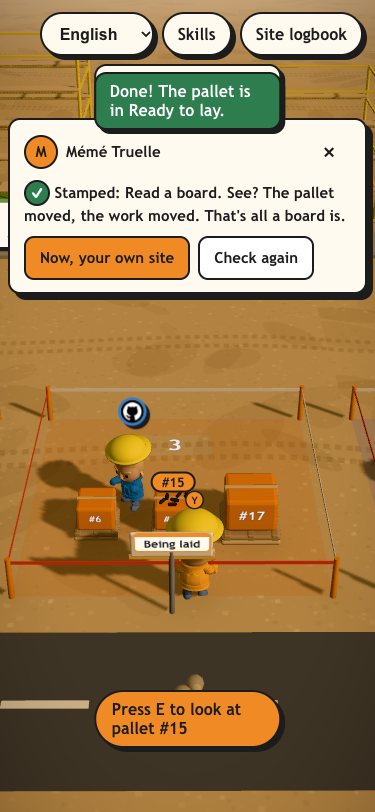 English
Skills
Site logbook
Done! The pallet is
in Ready to lay.
M
Mémé Truelle
×
Stamped: Read a board. See? The pallet
moved, the work moved. That's all a board is.
Now, your own site
Check again
3
#15
Y
#6
#17
Being laid
Press E to look at
pallet #15